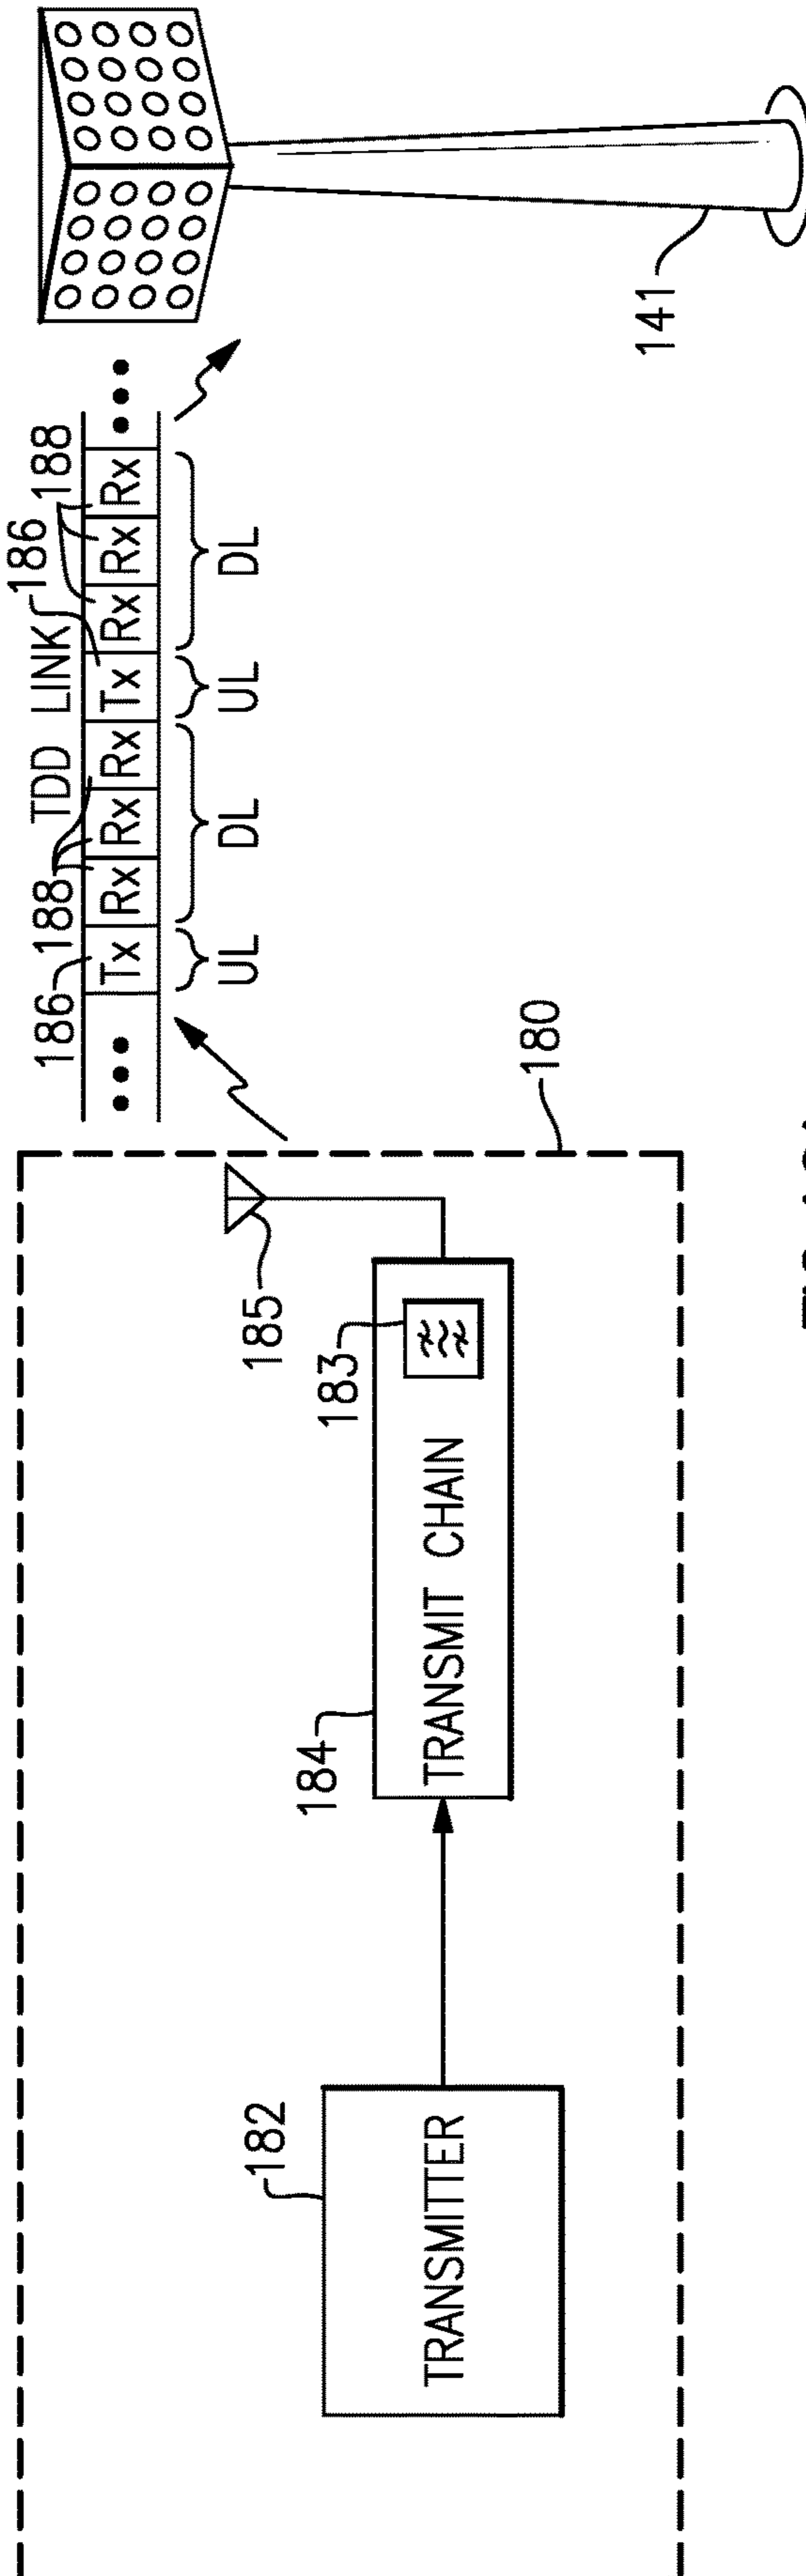 186
186 188 TDD LINK 188
••• Tx Rx Rx Rx Tx Rx Rx Rx •••
UL DL UL DL
182
185
184
183
TRANSMITTER
TRANSMIT CHAIN
180
141